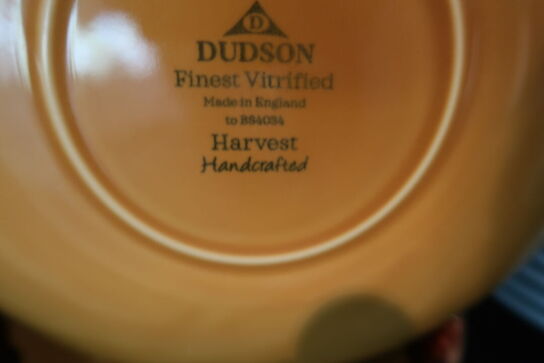 D
DUDSON
Finest Vitrified
Made in England
to BS4034
Harvest
Handcrafted